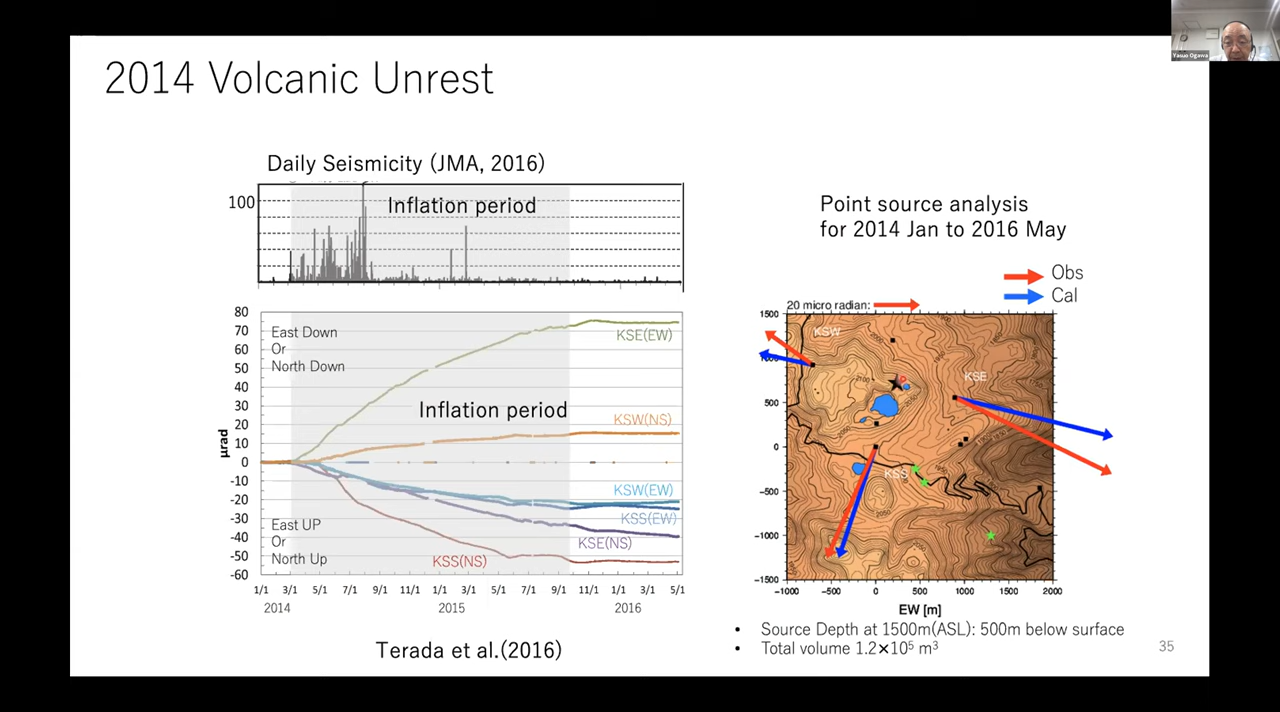 Yasuo Ogawa
2014 Volcanic Unrest
Daily Seismicity (JMA, 2016)
100
Inflation period
80
70
60
50
40
30
20
10
0
-10
-20
-30
-40
-50
-60
μrad
East Down
Or
North Down
KSE(EW)
Inflation period
KSW(NS)
KSW(EW)
KSS(EW)
East UP
Or
North Up
KSE(NS)
KSS(NS)
1/1 3/1 5/1 7/1 9/1 11/1 1/1 3/1 5/1 7/1 9/1 11/1 1/1 3/1 5/1
2014 2015 2016
Terada et al.(2016)
Point source analysis
for 2014 Jan to 2016 May
Obs
Cal
20 micro radian:
1500
500
0
-500
-1000
-1500
KSW
KSE
KSS
2100
2050
-1000 -500 0 500 1000 1500 2000
EW [m]
• Source Depth at 1500m(ASL): 500m below surface
• Total volume 1.2×10⁵ m³
35